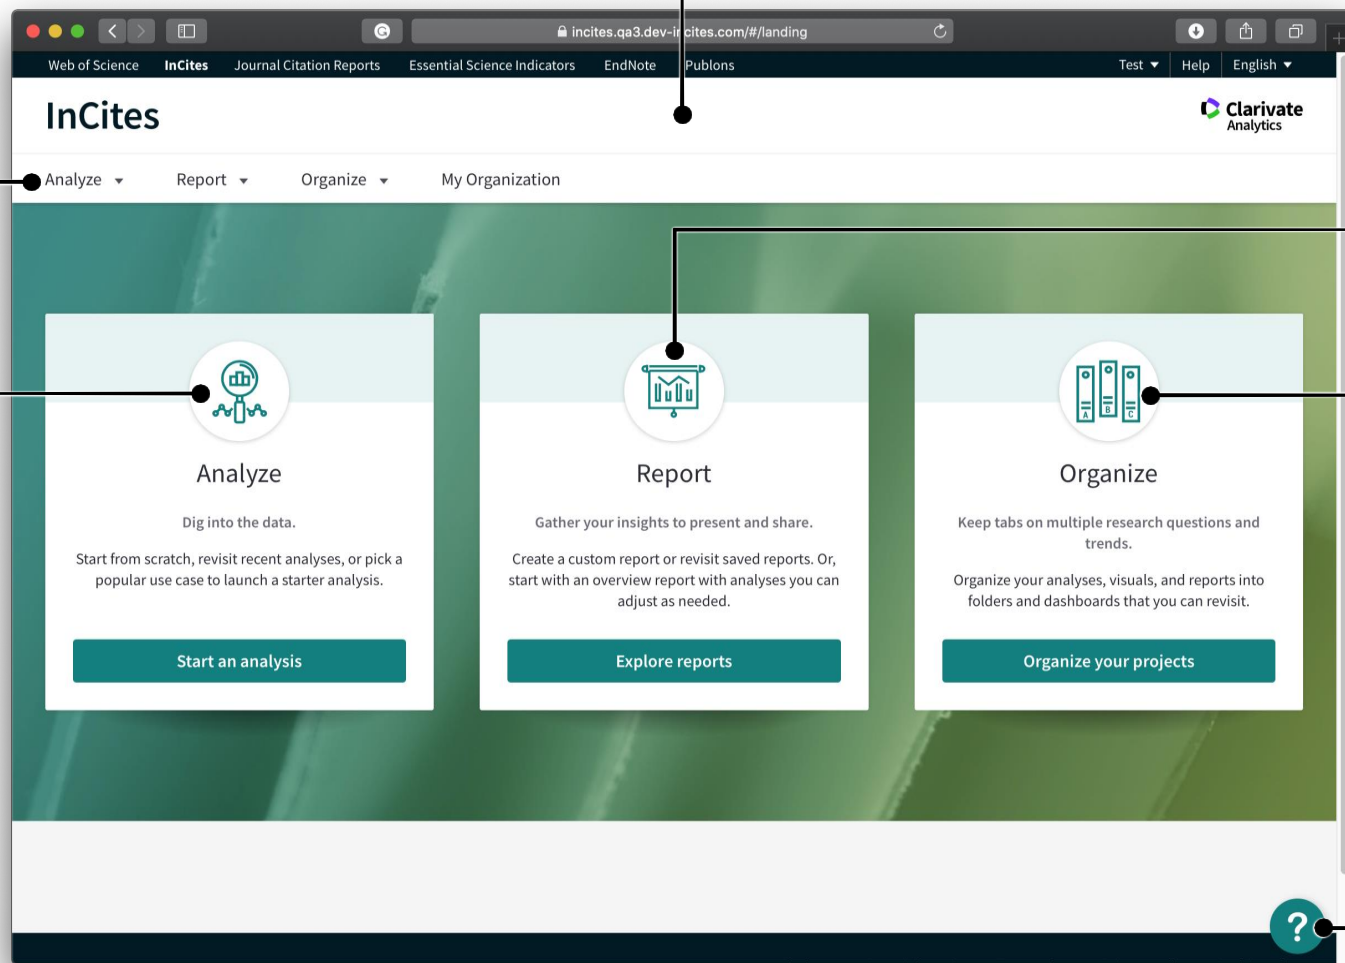 incites.qa3.dev-incites.com/#/landing
Web of Science InCites Journal Citation Reports Essential Science Indicators EndNote Publons Test Help English
InCites
Clarivate
Analytics
Analyze Report Organize My Organization
A B C
Analyze
Dig into the data.
Start from scratch, revisit recent analyses, or pick a
popular use case to launch a starter analysis.
Start an analysis
Report
Gather your insights to present and share.
Create a custom report or revisit saved reports. Or,
start with an overview report with analyses you can
adjust as needed.
Explore reports
Organize
Keep tabs on multiple research questions and
trends.
Organize your analyses, visuals, and reports into
folders and dashboards that you can revisit.
Organize your projects
?